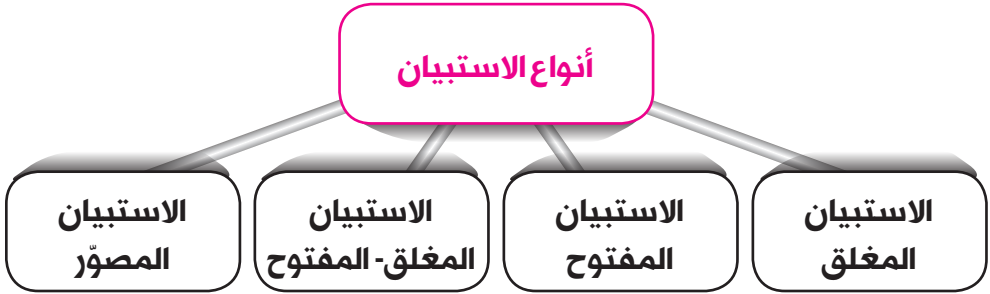 أنواع الاستبيان
الاستبيان
المغلق
الاستبيان
المفتوح
الاستبيان
المغلق- المفتوح
الاستبيان
المصوّر